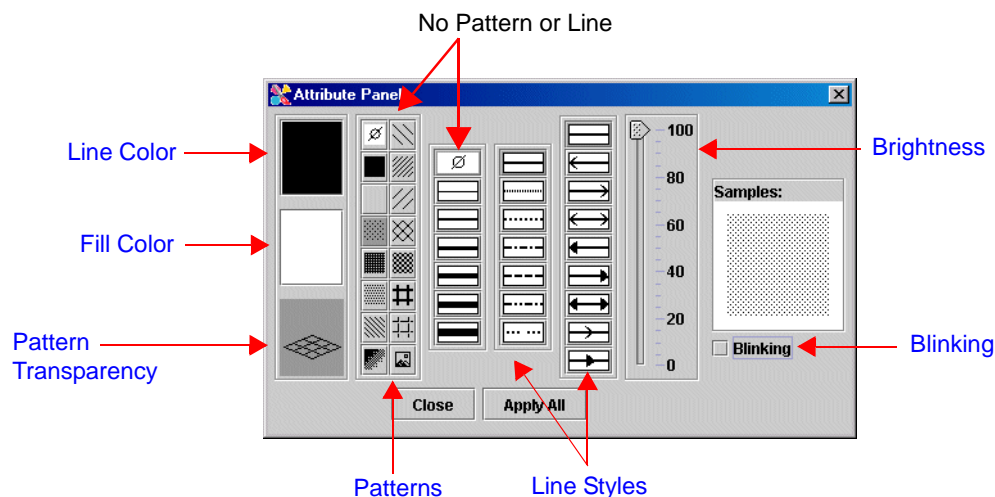 No Pattern or Line
Attribute Panel
Line Color
Fill Color
Pattern
Transparency
100
80
60
40
20
0
Brightness
Samples:
Blinking
Blinking
Close
Apply All
Patterns
Line Styles